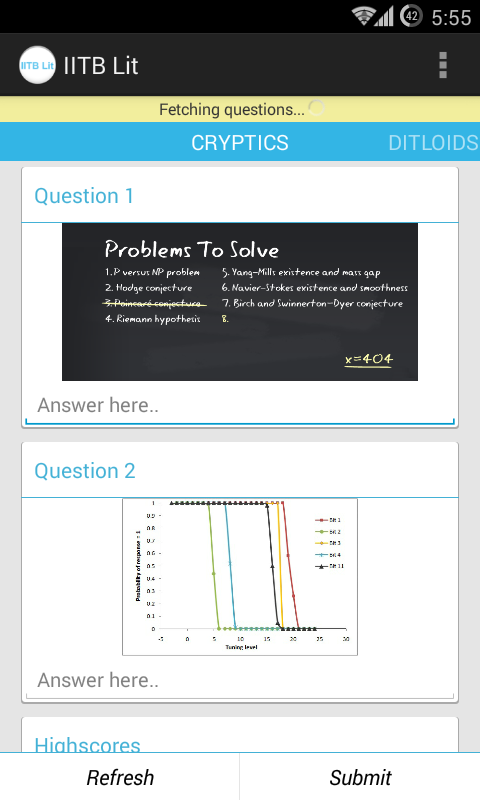 42 5:55
IITB Lit IITB Lit
Fetching questions...
CRYPTICS DITLOIDS
Question 1
Problems To Solve
1. P versus NP problem
2. Hodge conjecture
3. Poincaré conjecture
4. Riemann hypothesis
5. Yang-Mills existence and mass gap
6. Navier-Stokes existence and smoothness
7. Birch and Swinnerton-Dyer conjecture
8.
x=404
Answer here..
Question 2
Probability of response = 1
1
0.9
0.8
0.7
0.6
0.5
0.4
0.3
0.2
0.1
0
-5 0 5 10 15 20 25 30
Tuning level
Bit 1
Bit 2
Bit 3
Bit 4
Bit 11
Answer here..
Highscores
Refresh Submit